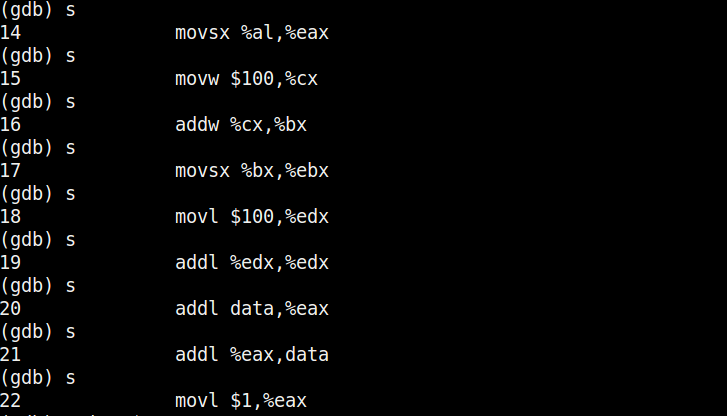 (gdb) s
14 movsx %al,%eax
(gdb) s
15 movw $100,%cx
(gdb) s
16 addw %cx,%bx
(gdb) s
17 movsx %bx,%ebx
(gdb) s
18 movl $100,%edx
(gdb) s
19 addl %edx,%edx
(gdb) s
20 addl data,%eax
(gdb) s
21 addl %eax,data
(gdb) s
22 movl $1,%eax